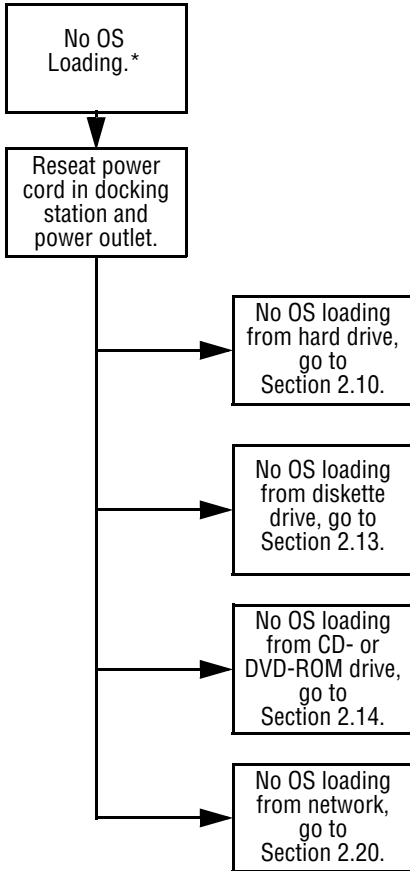 No OS
Loading.*
Reseat power
cord in docking
station and
power outlet.
No OS loading
from hard drive,
go to
Section 2.10.
No OS loading
from diskette
drive, go to
Section 2.13.
No OS loading
from CD- or
DVD-ROM drive,
go to
Section 2.14.
No OS loading
from network,
go to
Section 2.20.